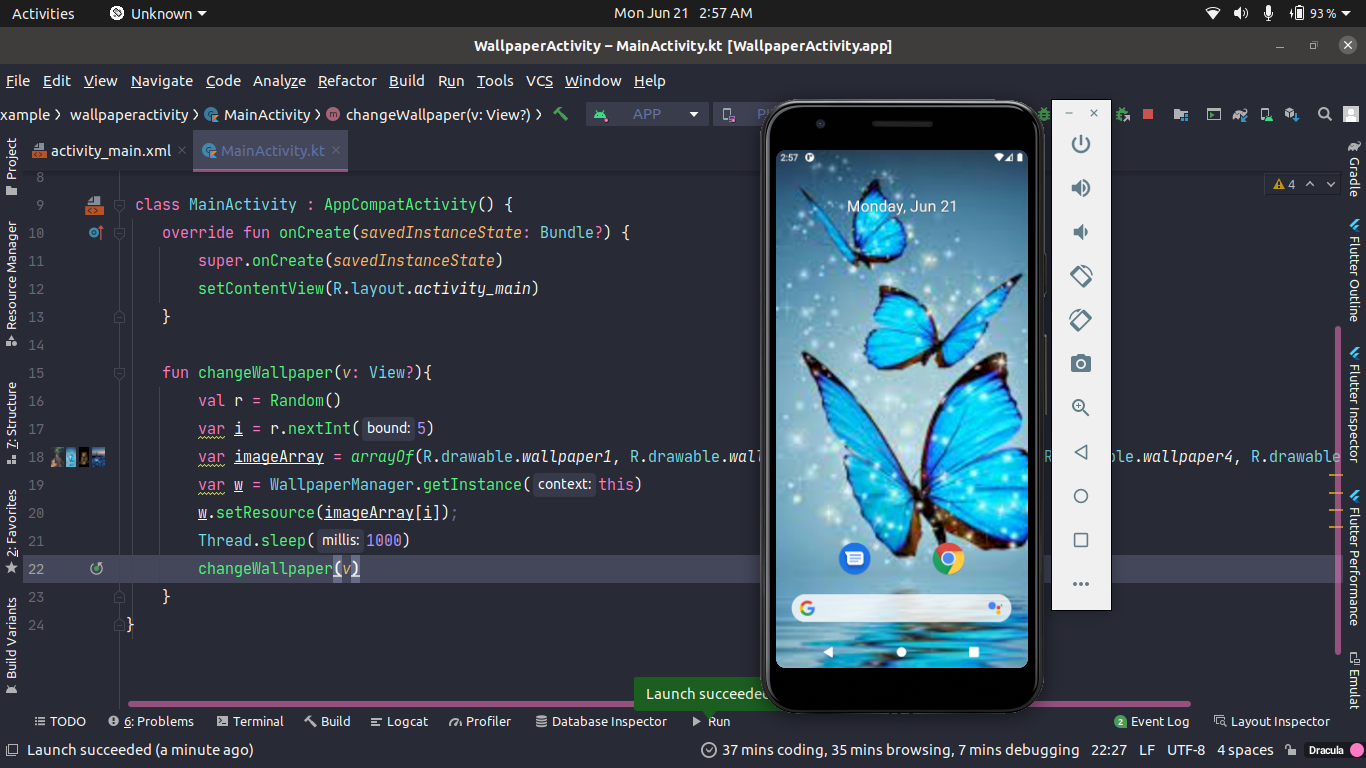 Activities Unknown Mon Jun 21 2:57 AM 93 %
WallpaperActivity – MainActivity.kt [WallpaperActivity.app]
File Edit View Navigate Code Analyze Refactor Build Run Tools VCS Window Help
xample wallpaperactivity MainActivity changeWallpaper(v: View?) APP
activity_main.xml MainActivity.kt
4
8
9 class MainActivity : AppCompatActivity() {
10 override fun onCreate(savedInstanceState: Bundle?) {
11 super.onCreate(savedInstanceState)
12 setContentView(R.layout.activity_main)
13 }
14
15 fun changeWallpaper(v: View?){
16 val r = Random()
17 var i = r.nextInt( bound: 5)
18 var imageArray = arrayOf(R.drawable.wallpaper1, R.drawable.wal
able.wallpaper4, R.drawable
19 var w = WallpaperManager.getInstance( context: this)
20 w.setResource(imageArray[i]);
21 Thread.sleep( millis: 1000)
22 changeWallpaper(v)
23 }
24 }
Project
Resource Manager
7: Structure
2: Favorites
Build Variants
2:57
Monday, Jun 21
Gradle
Flutter Outline
Flutter Inspector
Flutter Performance
Emulat
Launch succeeded
TODO 6: Problems Terminal Build Logcat Profiler Database Inspector Run 2 Event Log Layout Inspector
Launch succeeded (a minute ago) 37 mins coding, 35 mins browsing, 7 mins debugging 22:27 LF UTF-8 4 spaces Dracula